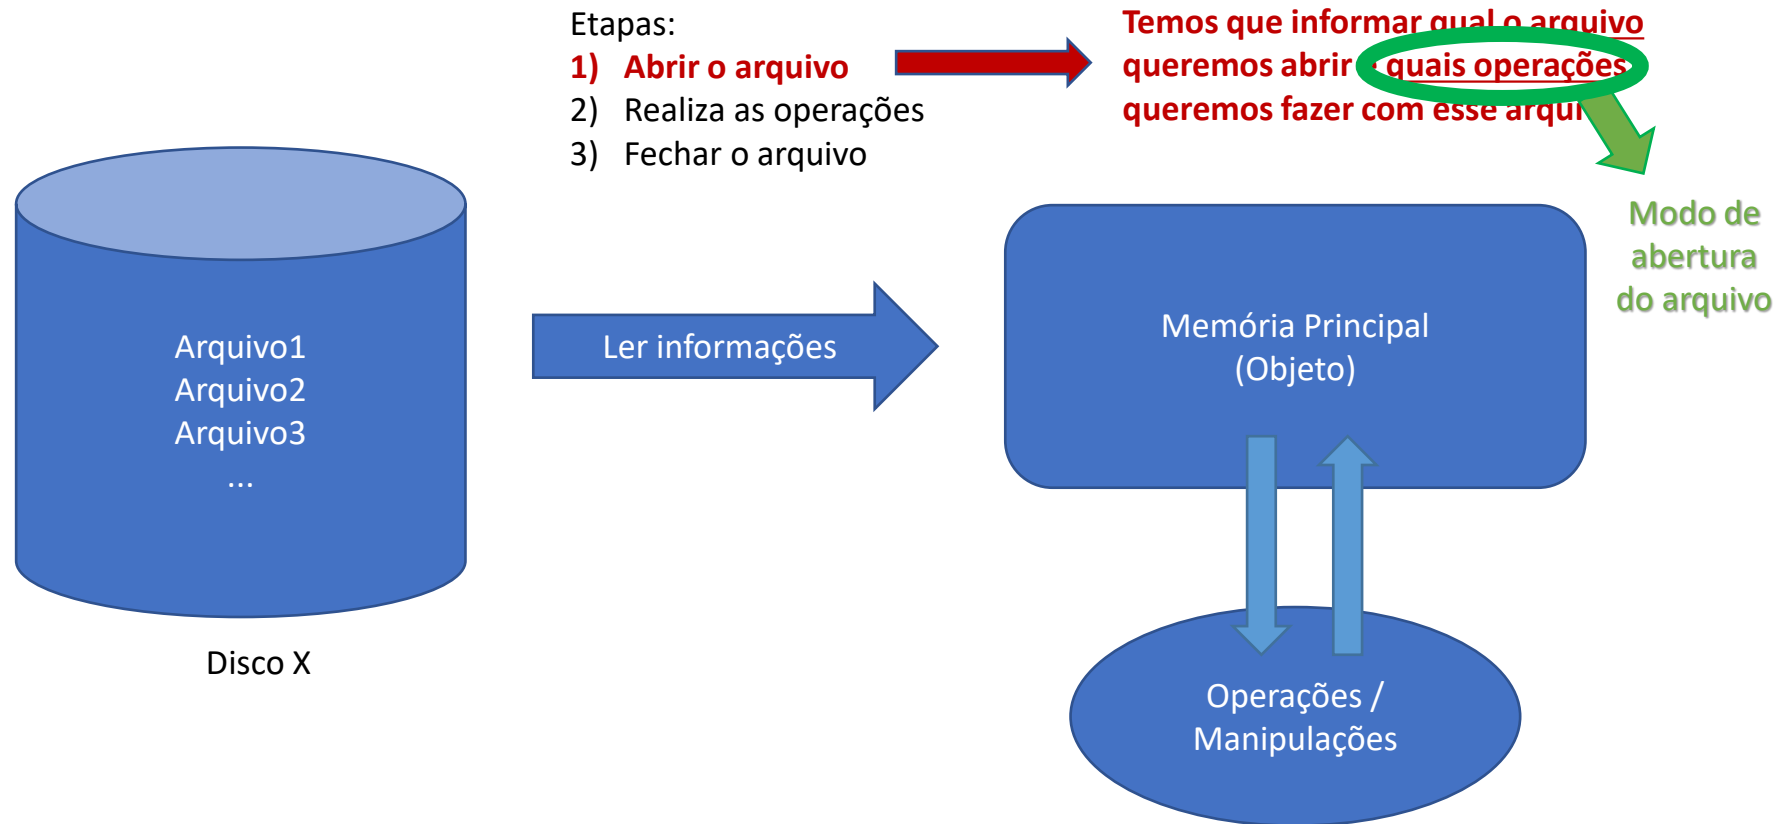 Etapas:
1) Abrir o arquivo
2) Realiza as operações
3) Fechar o arquivo
Temos que informar qual o arquivo
queremos abrir quais operações
queremos fazer com esse
Modo de
abertura
do arquivo
Arquivo1
Arquivo2
Arquivo3
...
Disco X
Ler informações
Memória Principal
(Objeto)
Operações /
Manipulações